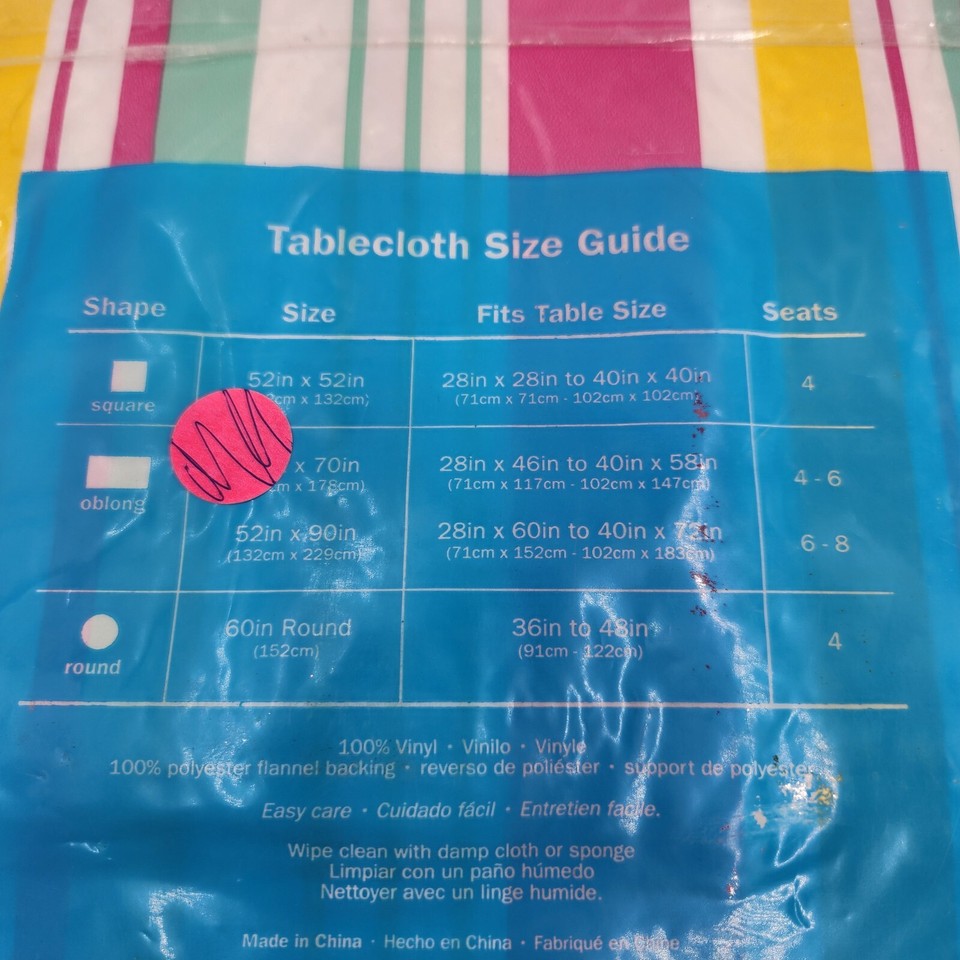 Tablecloth Size Guide
Shape Size Fits Table Size Seats
square 52in x 52in 28in x 28in to 40in x 40in 4
cm x 132cm) (71cm x 71cm - 102cm x 102cm)
oblong x 70in 28in x 46in to 40in x 58in 4 - 6
cm x 178cm) (71cm x 117cm - 102cm x 147cm)
52in x 90in 28in x 60in to 40in x 72in 6 - 8
(132cm x 229cm) (71cm x 152cm - 102cm x 183cm)
round 60in Round 36in to 48in 4
(152cm) (91cm - 122cm)
100% Vinyl • Vinilo • Vinyle
100% polyester flannel backing • reverso de poliéster • support de polyester
Easy care • Cuidado fácil • Entretien facile.
Wipe clean with damp cloth or sponge
Limpiar con un paño húmedo
Nettoyer avec un linge humide.
Made in China • Hecho en China • Fabriqué en Chine